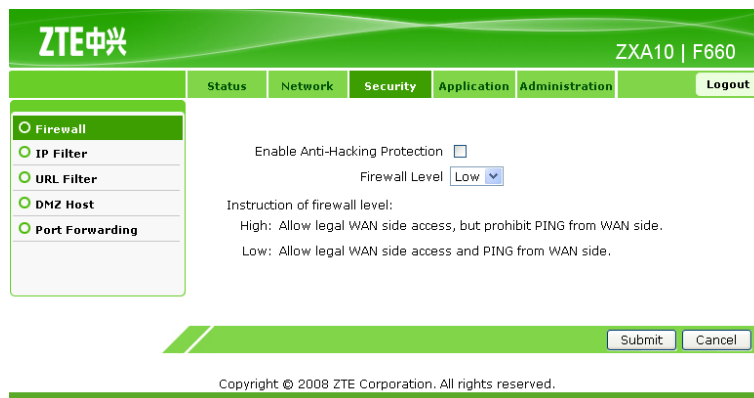 ZTE中兴
ZXA10 | F660
Status Network Security Application Administration Logout
Firewall
IP Filter
URL Filter
DMZ Host
Port Forwarding
Enable Anti-Hacking Protection
Firewall Level Low
Instruction of firewall level:
High: Allow legal WAN side access, but prohibit PING from WAN side.
Low: Allow legal WAN side access and PING from WAN side.
Submit Cancel
Copyright © 2008 ZTE Corporation. All rights reserved.